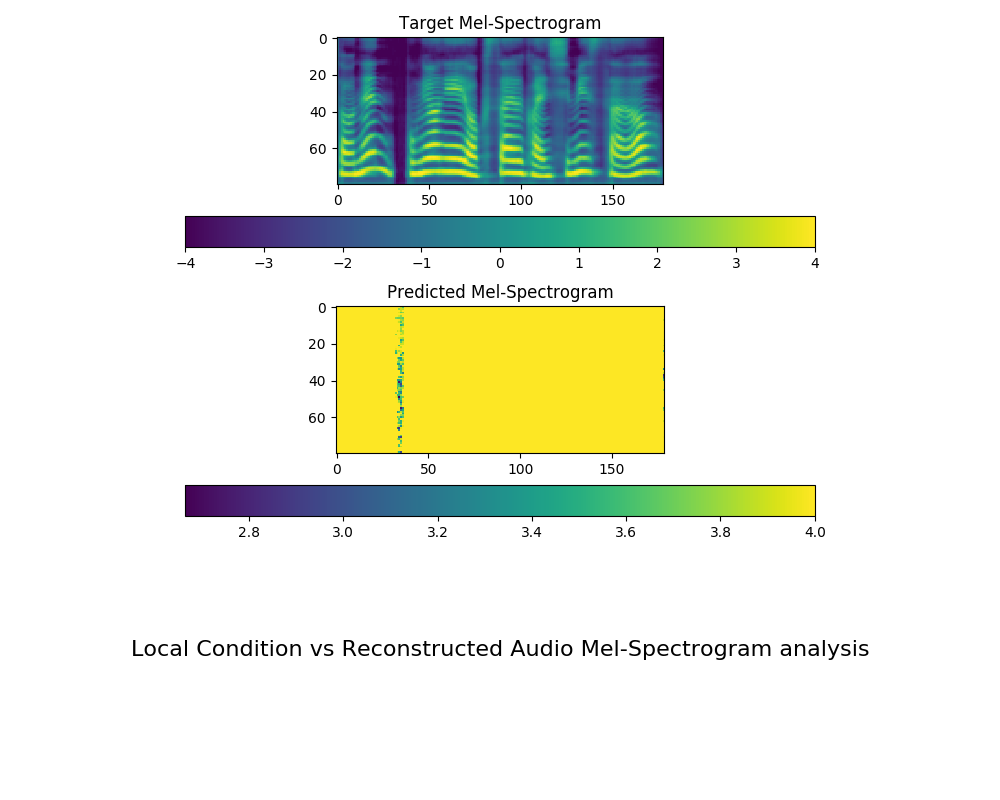 Target Mel-Spectrogram
0
20
40
60
0 50 100 150
−4 −3 −2 −1 0 1 2 3 4
Predicted Mel-Spectrogram
0
20
40
60
0 50 100 150
2.8 3.0 3.2 3.4 3.6 3.8 4.0
Local Condition vs Reconstructed Audio Mel-Spectrogram analysis